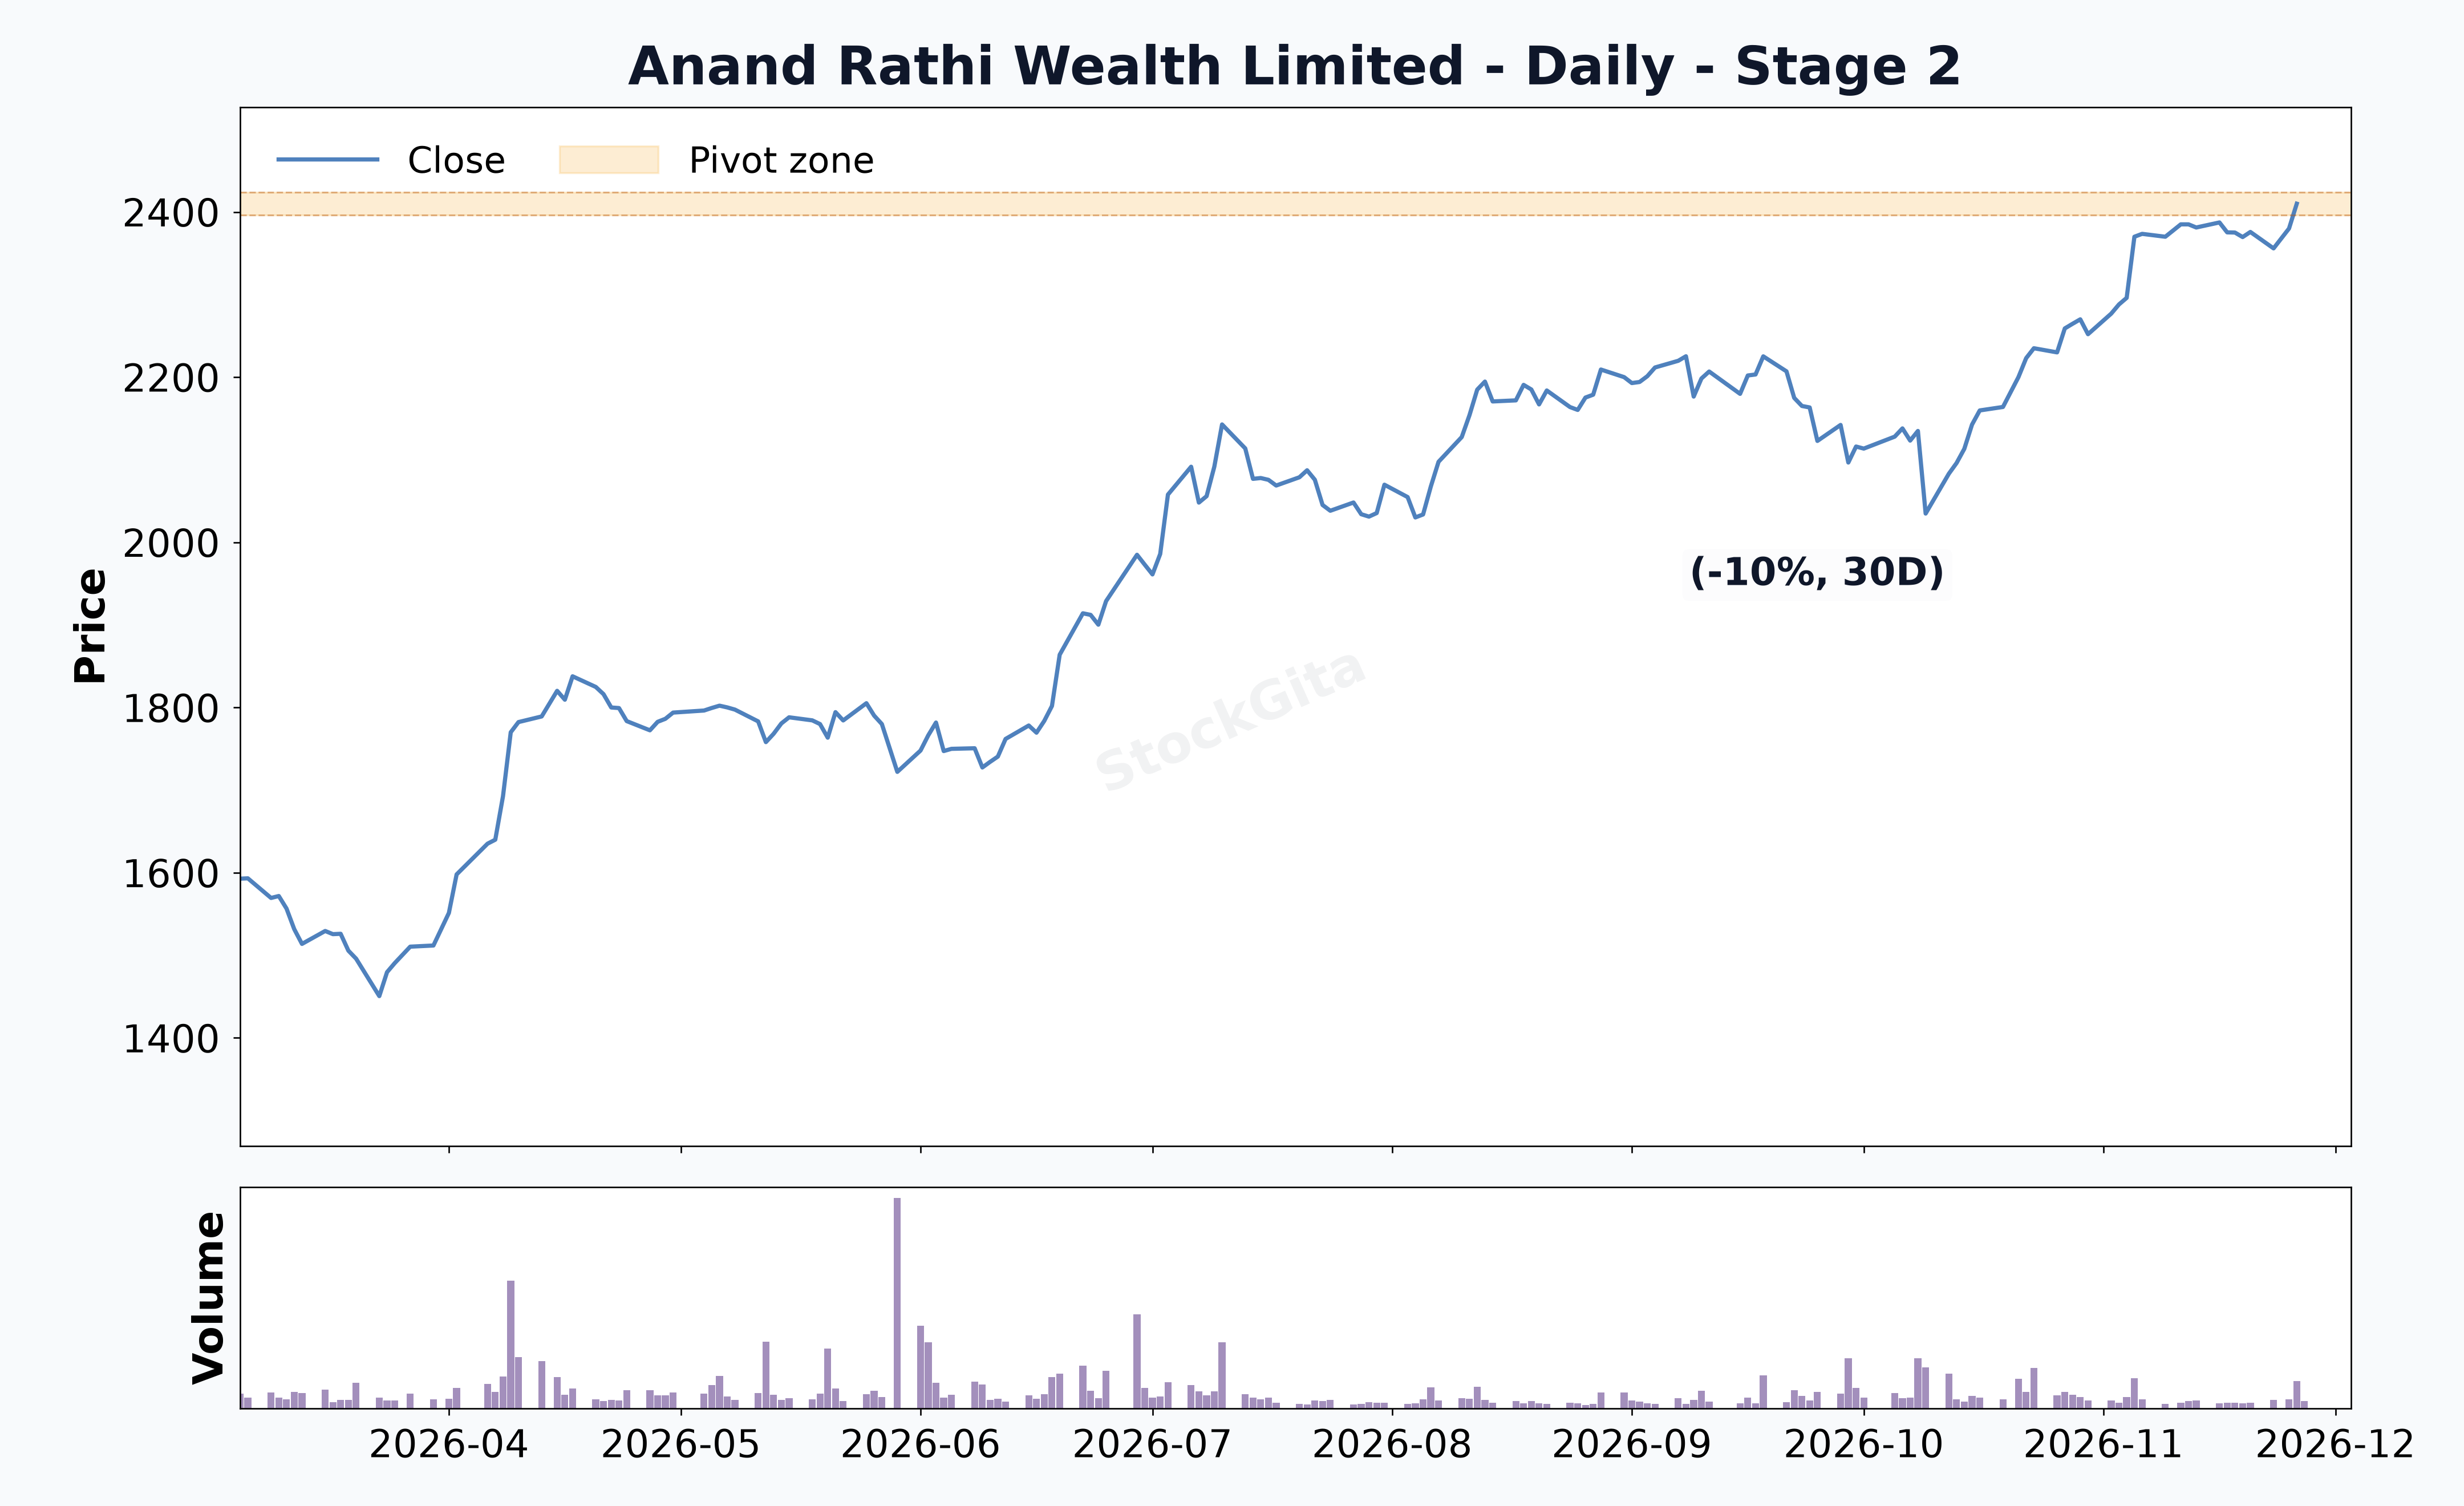 Anand Rathi Wealth Limited - Daily - Stage 2
Close
Pivot zone
2400
2200
2000
1800
1600
1400
Price
(-10%, 30D)
StockGita
Volume
2026-04
2026-05
2026-06
2026-07
2026-08
2026-09
2026-10
2026-11
2026-12